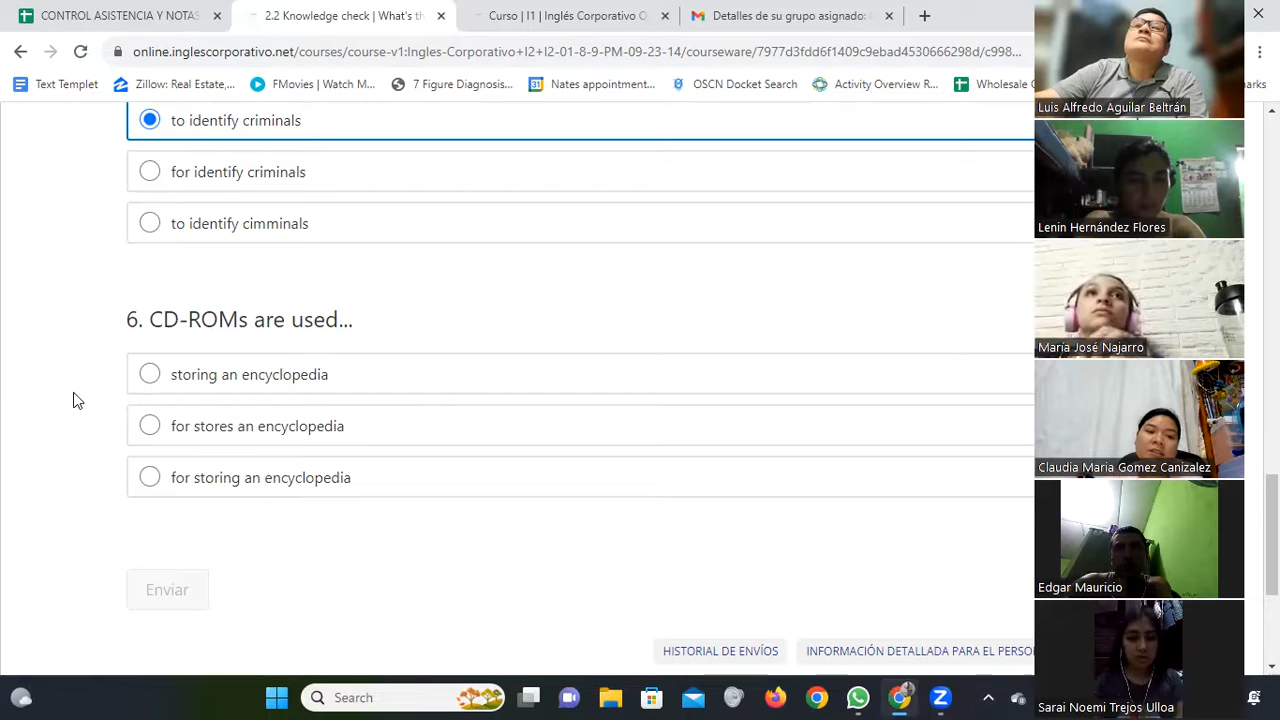 CONTROL ASISTENCIA Y NOTAS
2.2 Knowledge check | What's th
Curso | I1 | Inglés Corporativo O
Detalles de su grupo asignado:
online.inglescorporativo.net/courses/course-v1:Ingles-Corporativo+I2+I2-01-8-9-PM-09-23-14/courseware/7977d3fdd6f1409c9aedd4530666298d/c998...
Text Templet
Zillow: Real Estate,...
FMovies | Watch M...
7 Figure Diagnosis...
Nates appointment...
OSCN Docket Search
Activity Overview R...
Wholesale
marks
to identify criminals
for identify criminals
to identify cimminals
6. CD-ROMs are used...
storing an encyclopedia
for stores an encyclopedia
for storing an encyclopedia
Enviar
HISTORIAL DE ENVÍOS
INFORMACIÓN DETALLADA PARA EL PERSO
Search
Luis Alfredo Aguilar Beltrán
Lenin Hernández Flores
María José Najarro
Claudia Maria Gomez Canizalez
Edgar Mauricio
Sarai Noemi Trejos Ulloa